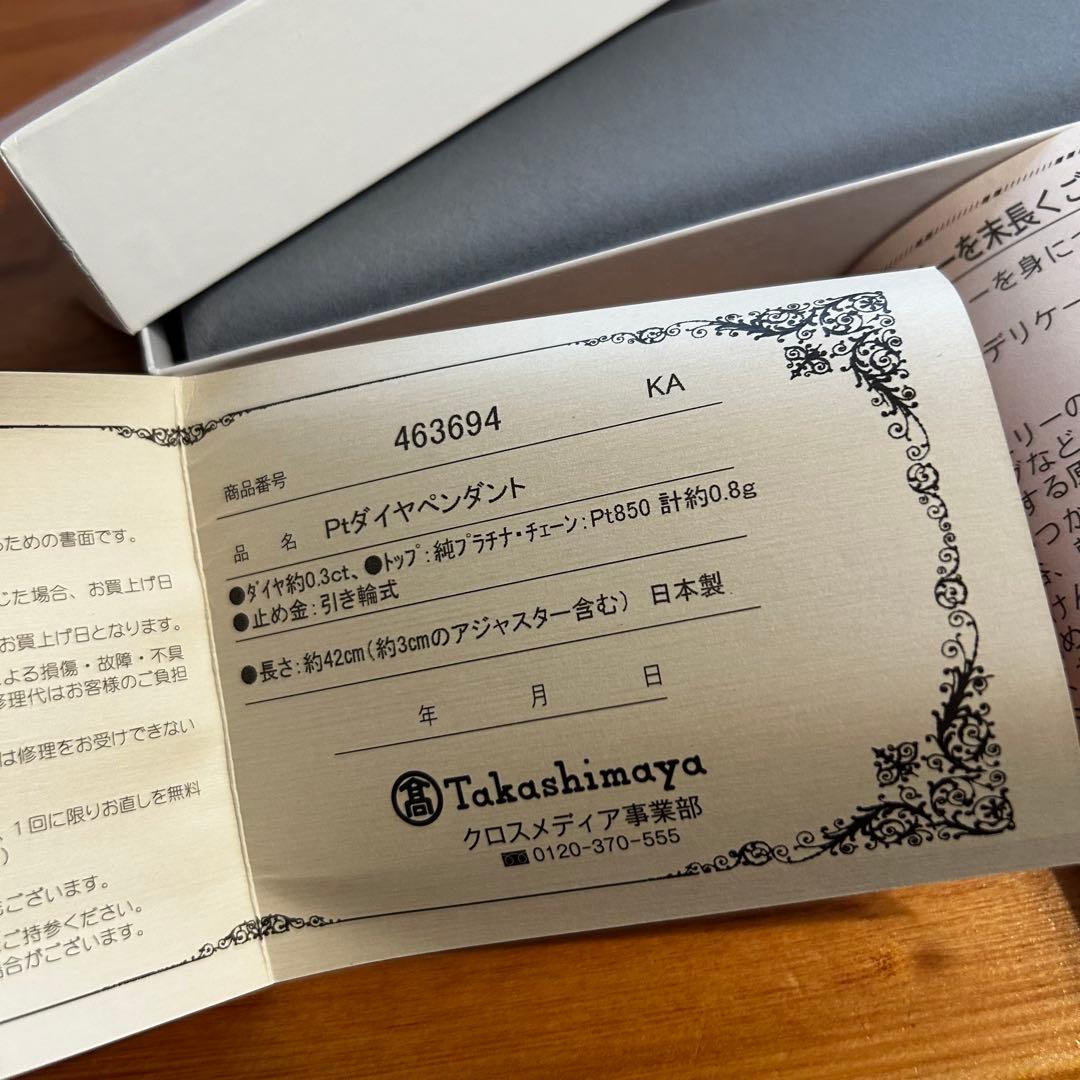 ための書面です。
じた場合、お買上げ日
お買上げ日となります。
よる損傷・故障・不具
修理代はお客様のご負担
は修理をお受けできない
、1回に限りお直しを無料
)
ございます。
ご持参ください。
場合がございます。
463694 KA
商品番号
品名 Ptダイヤペンダント
●ダイヤ約0.3ct、●トップ:純プラチナ・チェーン:Pt850 計約0.8g
●止め金:引き輪式
●長さ:約42cm(約3cmのアジャスター含む) 日本製
年 月 日
髙 Takashimaya
クロスメディア事業部
0120-370-555
ーを末長くご
ーを身に
デリケー
リーの
など
する原
つか